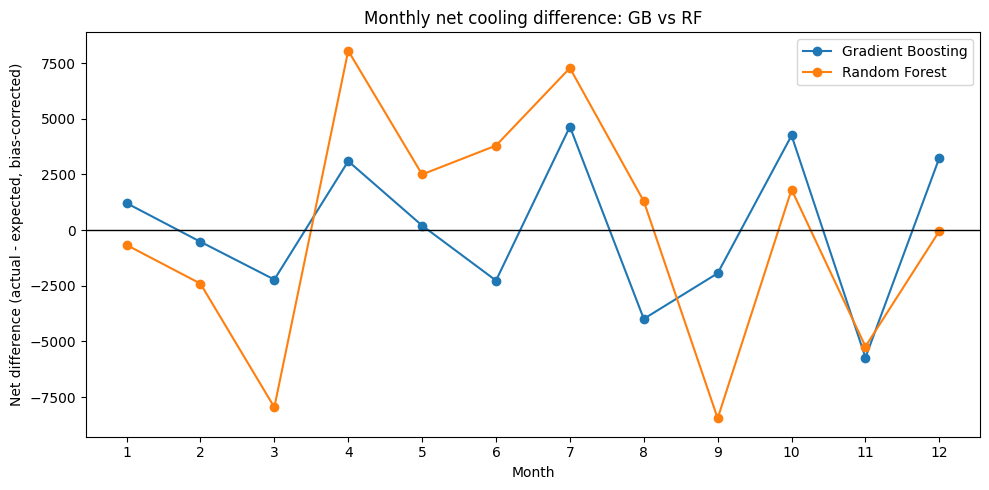 Monthly net cooling difference: GB vs RF
Net difference (actual - expected, bias-corrected)
7500
5000
2500
0
−2500
−5000
−7500
Gradient Boosting
Random Forest
1 2 3 4 5 6 7 8 9 10 11 12
Month